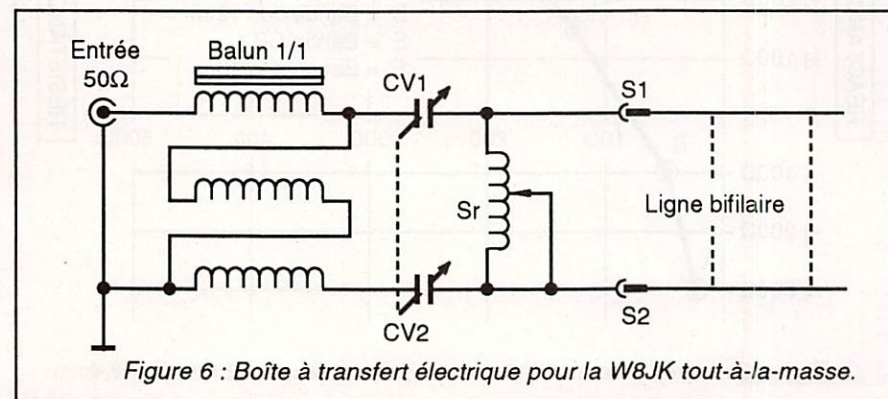 Entrée
50Ω
Balun 1/1
CV1
S1
Sr
Ligne bifilaire
CV2
S2
Figure 6 : Boîte à transfert électrique pour la W8JK tout-à-la-masse.